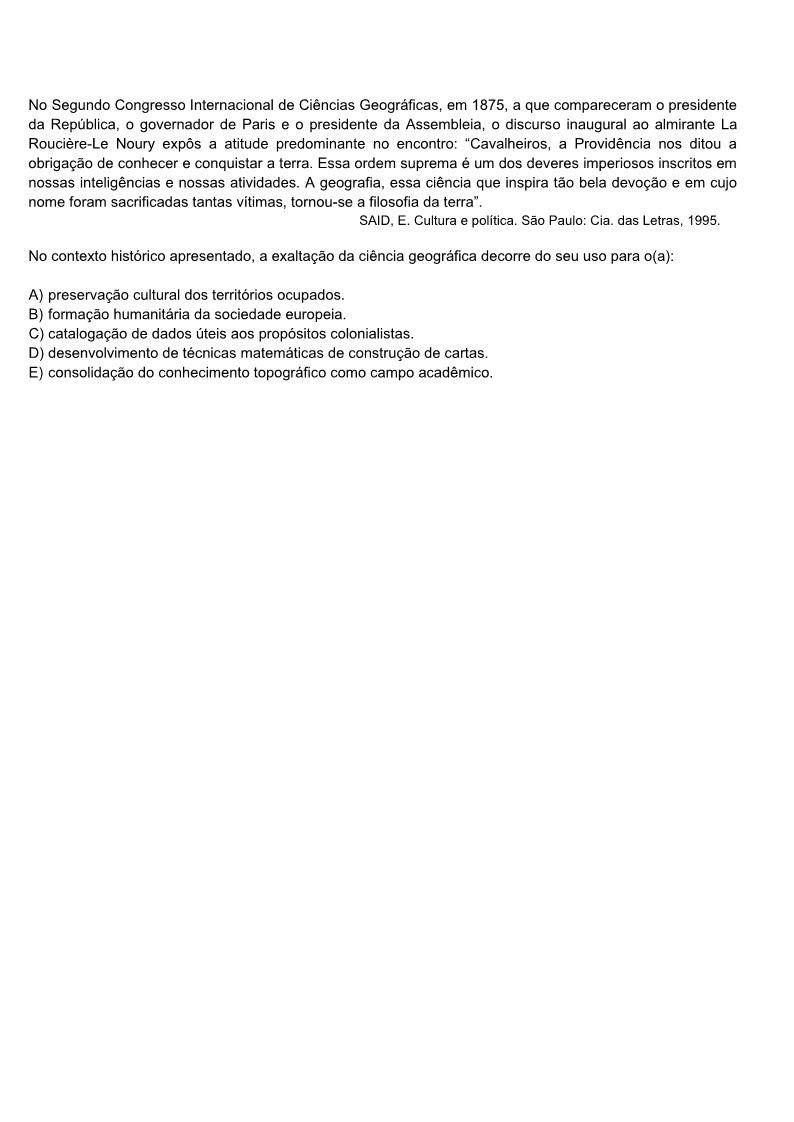 No Segundo Congresso Internacional de Ciências Geográficas, em 1875, a que compareceram o presidente
da República, o governador de Paris e o presidente da Assembleia, o discurso inaugural ao almirante La
Roucière-Le Noury expôs a atitude predominante no encontro: “Cavalheiros, a Providência nos ditou a
obrigação de conhecer e conquistar a terra. Essa ordem suprema é um dos deveres imperiosos inscritos em
nossas inteligências e nossas atividades. A geografia, essa ciência que inspira tão bela devoção e em cujo
nome foram sacrificadas tantas vítimas, tornou-se a filosofia da terra”.
SAID, E. Cultura e política. São Paulo: Cia. das Letras, 1995.
No contexto histórico apresentado, a exaltação da ciência geográfica decorre do seu uso para o(a):
A) preservação cultural dos territórios ocupados.
B) formação humanitária da sociedade europeia.
C) catalogação de dados úteis aos propósitos colonialistas.
D) desenvolvimento de técnicas matemáticas de construção de cartas.
E) consolidação do conhecimento topográfico como campo acadêmico.